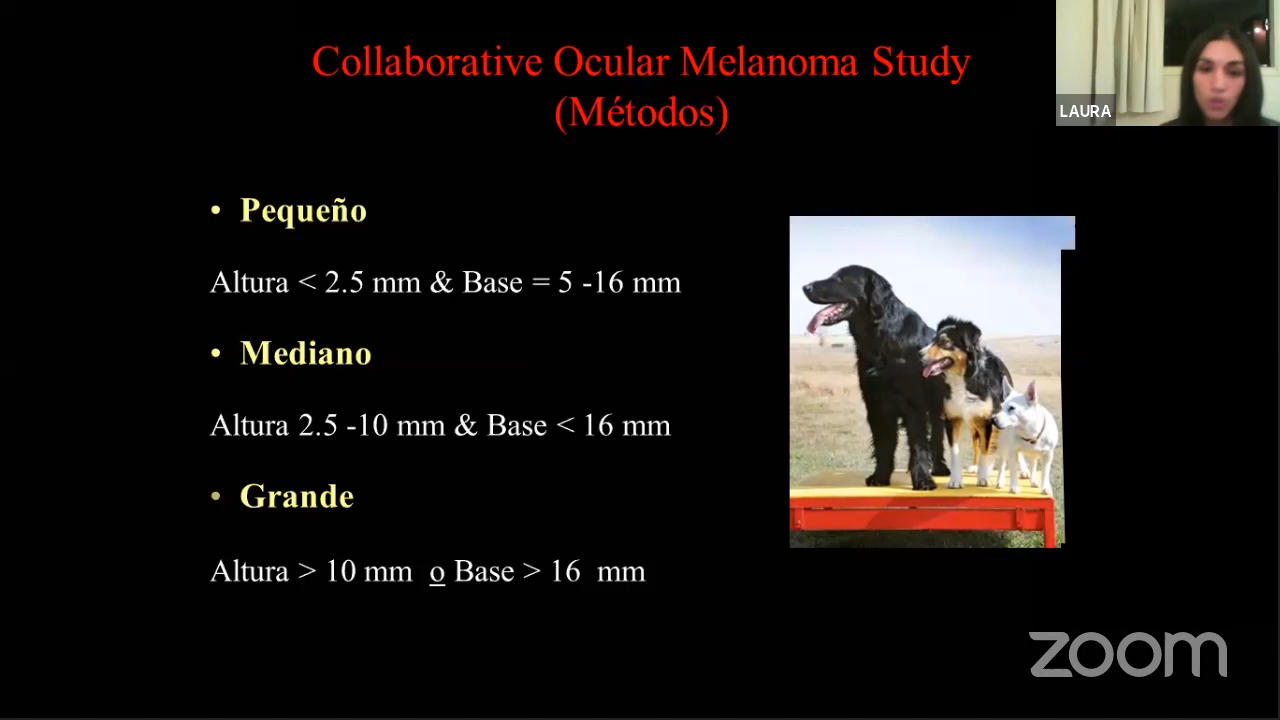 Collaborative Ocular Melanoma Study
(Métodos)
LAURA
• Pequeño
Altura < 2.5 mm & Base = 5 -16 mm
• Mediano
Altura 2.5 -10 mm & Base < 16 mm
• Grande
Altura > 10 mm o Base > 16 mm
zoom